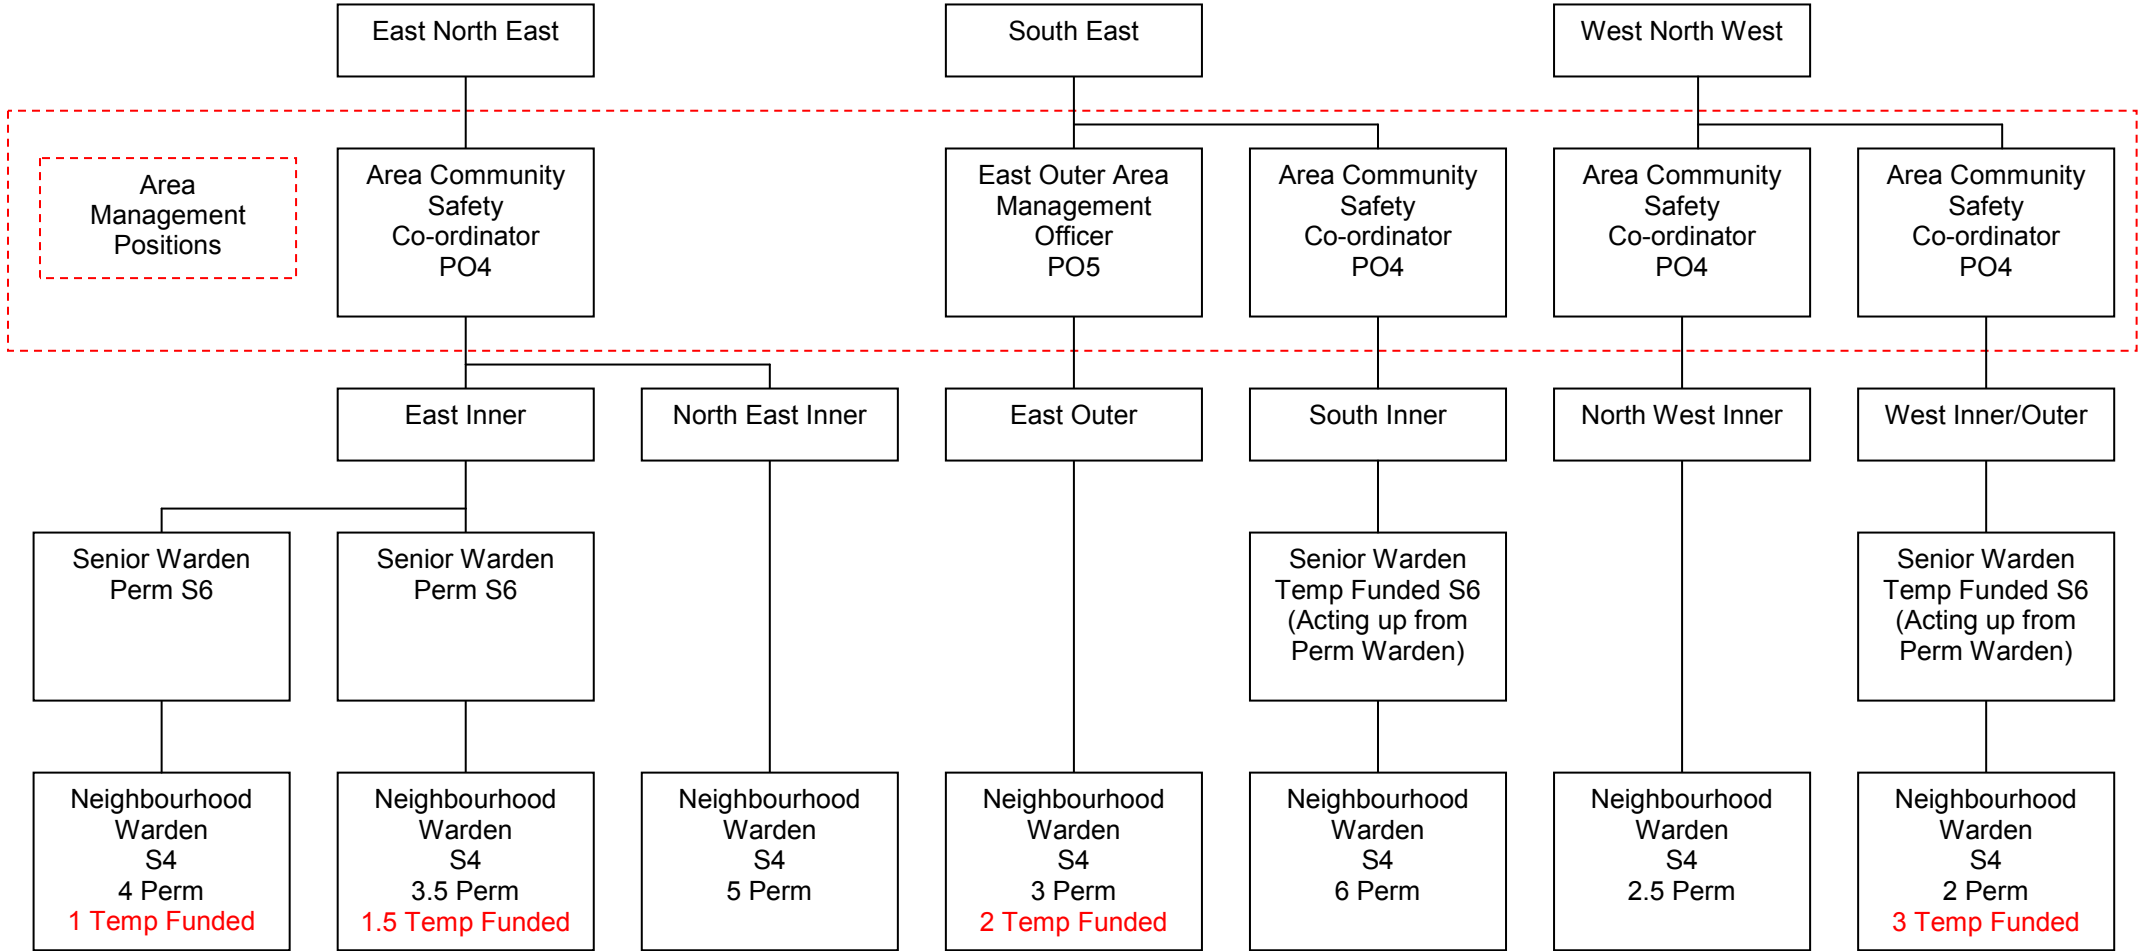 East North East
South East
West North West
Area
Management
Positions
Area Community
Safety
Co-ordinator
PO4
East Outer Area
Management
Officer
PO5
Area Community
Safety
Co-ordinator
PO4
Area Community
Safety
Co-ordinator
PO4
Area Community
Safety
Co-ordinator
PO4
East Inner
North East Inner
East Outer
South Inner
North West Inner
West Inner/Outer
Senior Warden
Perm S6
Senior Warden
Perm S6
Senior Warden
Temp Funded S6
(Acting up from
Perm Warden)
Senior Warden
Temp Funded S6
(Acting up from
Perm Warden)
Neighbourhood
Warden
S4
4 Perm
1 Temp Funded
Neighbourhood
Warden
S4
3.5 Perm
1.5 Temp Funded
Neighbourhood
Warden
S4
5 Perm
Neighbourhood
Warden
S4
3 Perm
2 Temp Funded
Neighbourhood
Warden
S4
6 Perm
Neighbourhood
Warden
S4
2.5 Perm
Neighbourhood
Warden
S4
2 Perm
3 Temp Funded